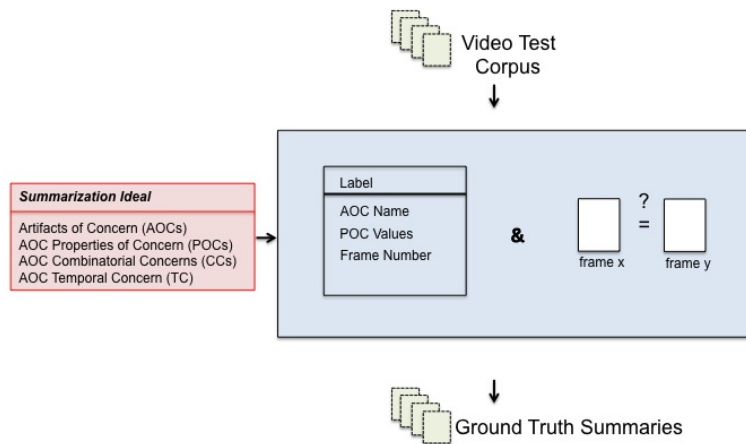 Video Test
Corpus
Summarization Ideal
Artifacts of Concern (AOCs)
AOC Properties of Concern (POCs)
AOC Combinatorial Concerns (CCs)
AOC Temporal Concern (TC)
Label
AOC Name
POC Values
Frame Number
&
?
=
frame x
frame y
Ground Truth Summaries